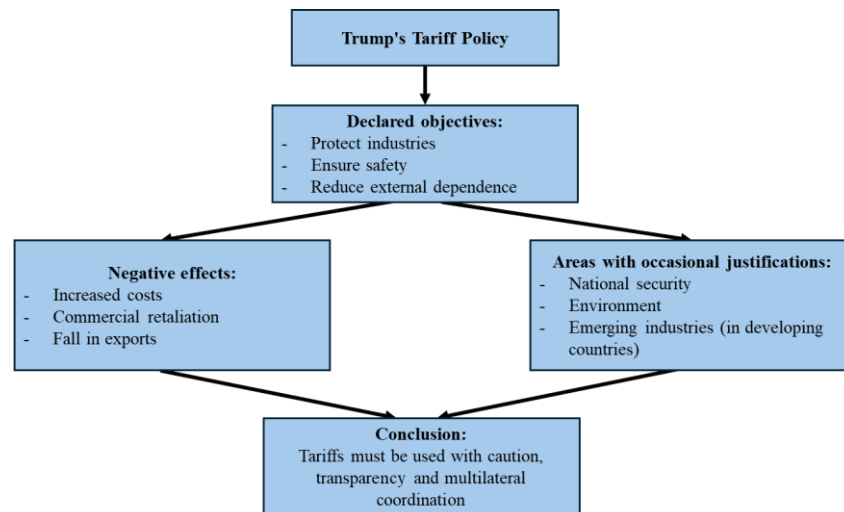 Trump's Tariff Policy
Declared objectives:
- Protect industries
- Ensure safety
- Reduce external dependence
Negative effects:
- Increased costs
- Commercial retaliation
- Fall in exports
Areas with occasional justifications:
- National security
- Environment
- Emerging industries (in developing
countries)
Conclusion:
Tariffs must be used with caution,
transparency and multilateral
coordination